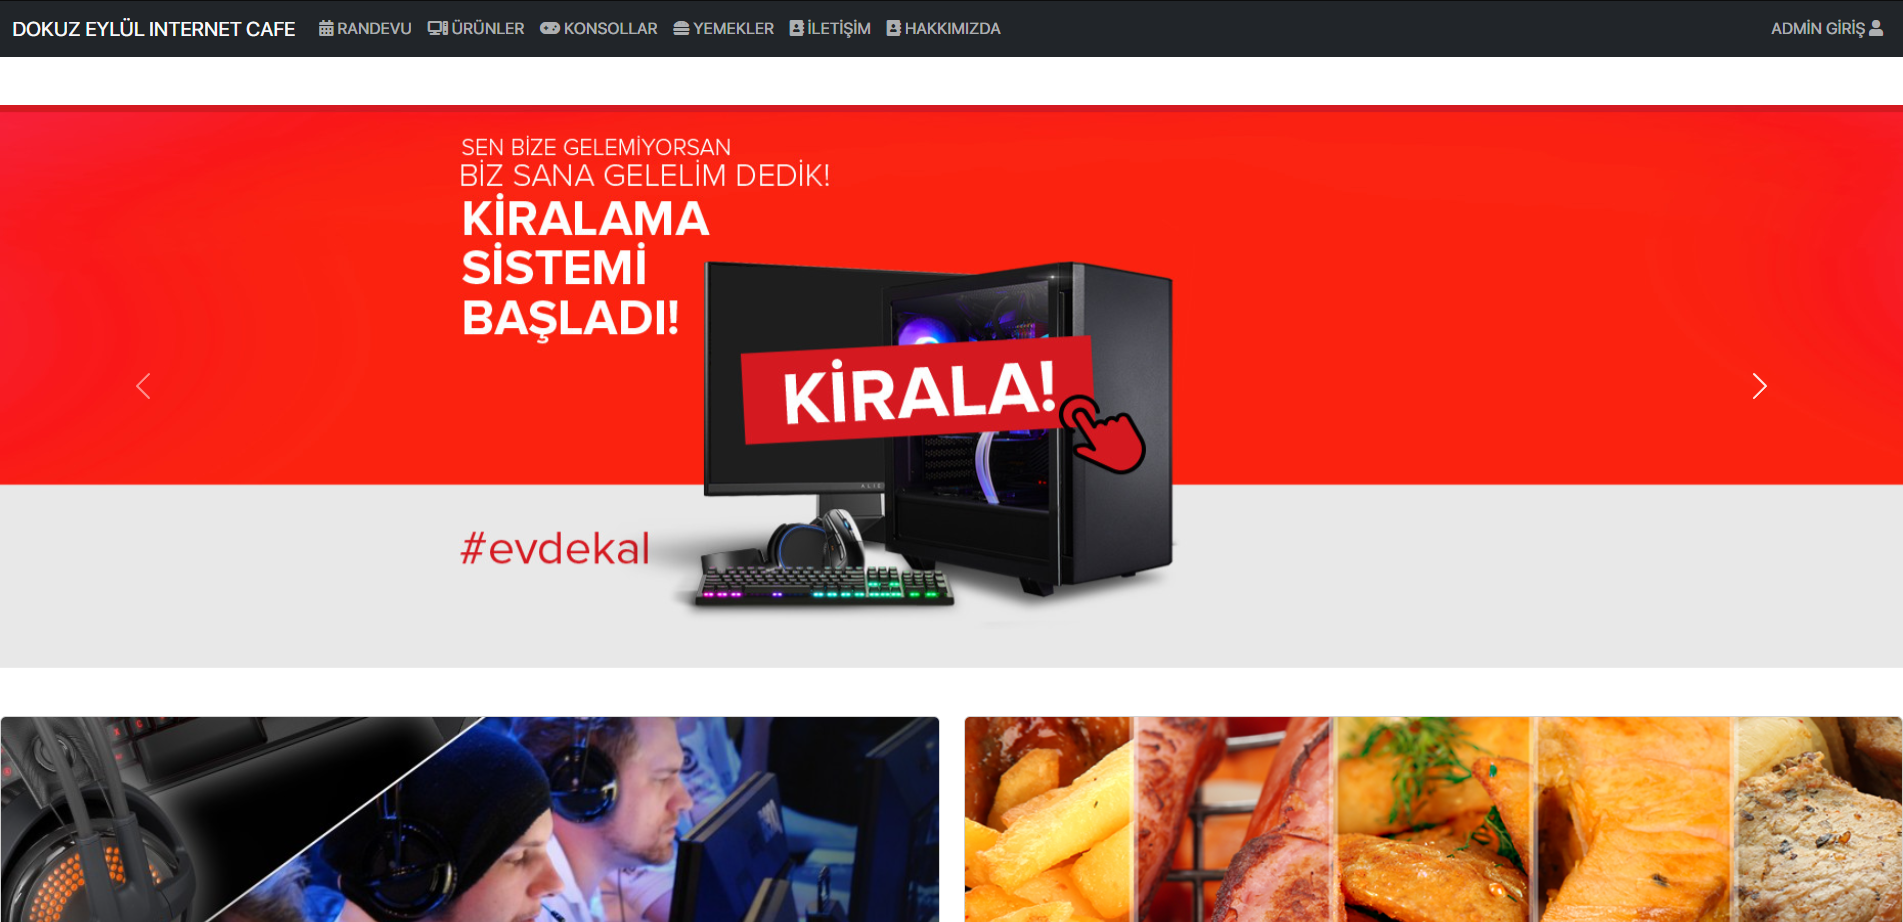 DOKUZ EYLÜL INTERNET CAFE RANDEVU ÜRÜNLER KONSOLLAR YEMEKLER İLETİŞİM HAKKIMIZDA ADMİN GİRİŞ
SEN BİZE GELEMİYORSAN
BİZ SANA GELELİM DEDİK!
KİRALAMA
SİSTEMİ
BAŞLADI!
KİRALA!
ALIE
#evdekal